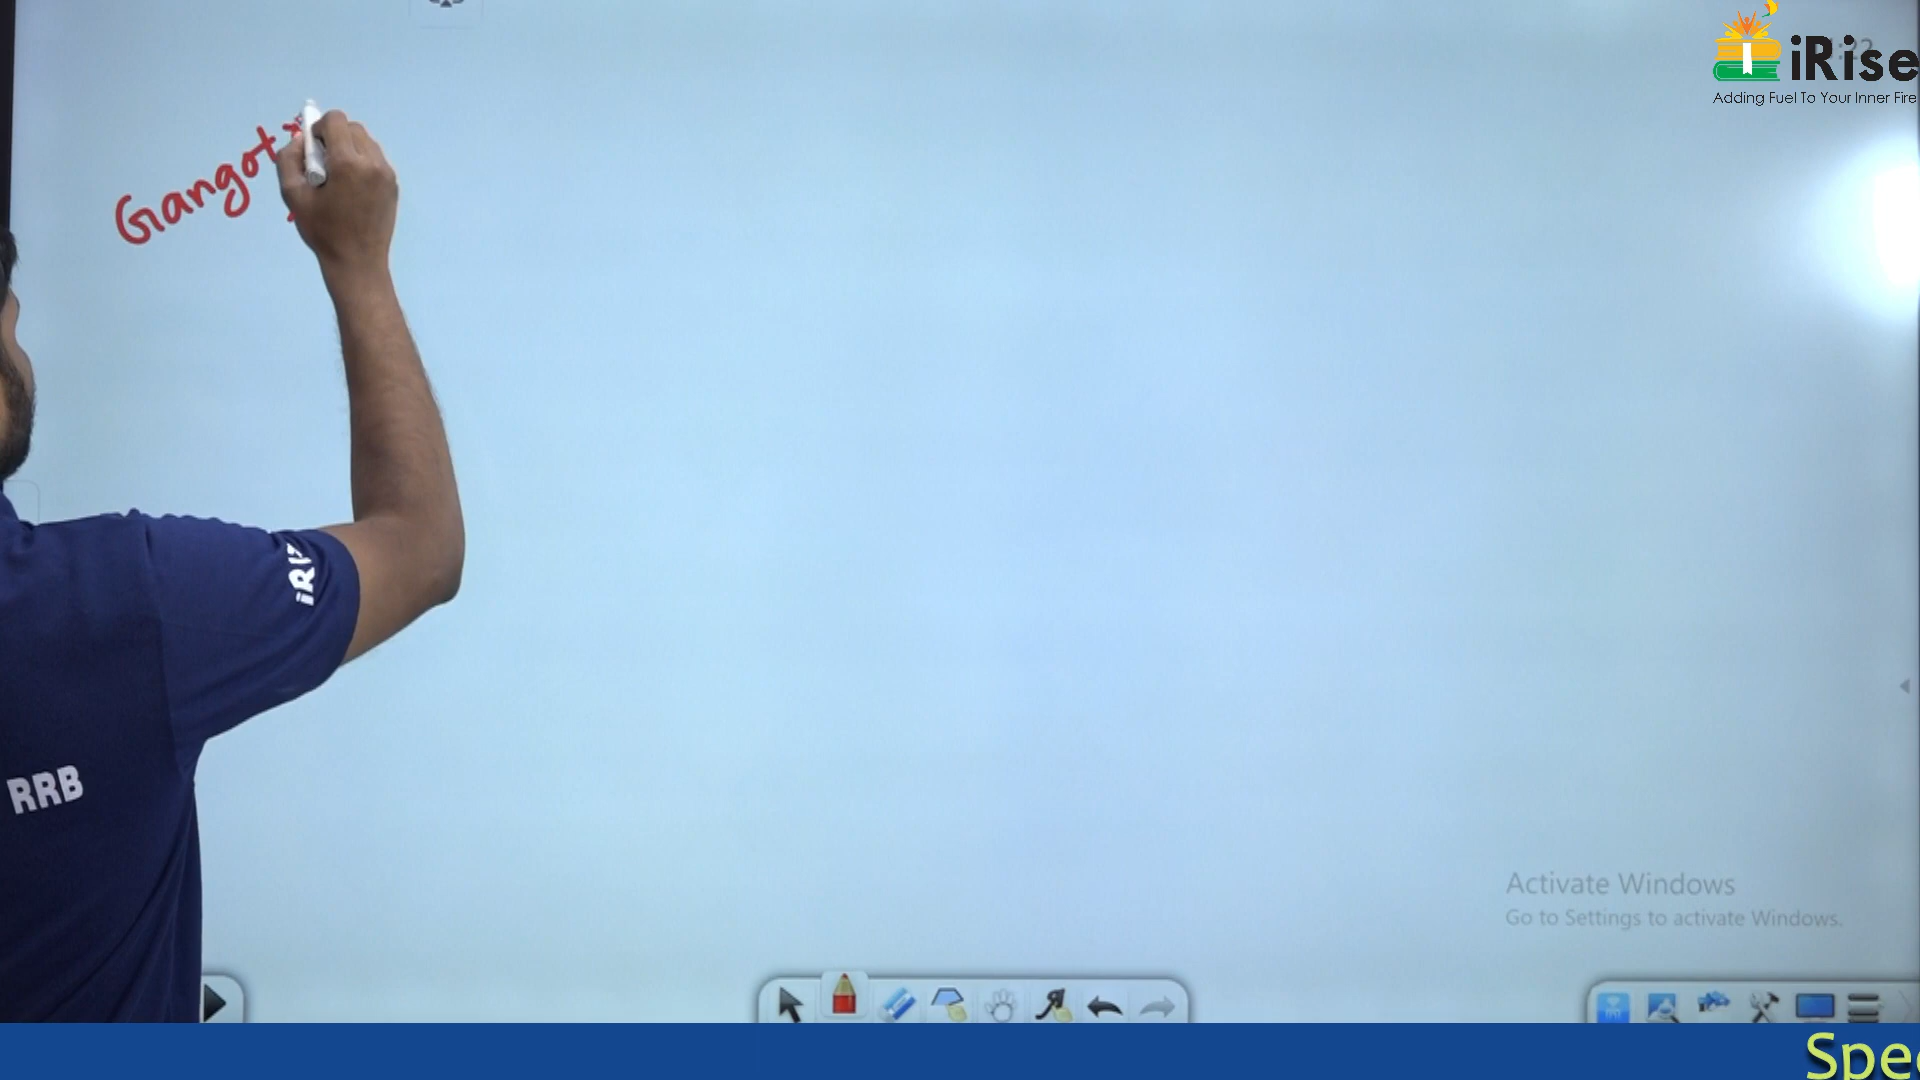 iRise
Adding Fuel To Your Inner Fire
Gangot
RRB
Activate Windows
Go to Settings to activate Windows.
Spe